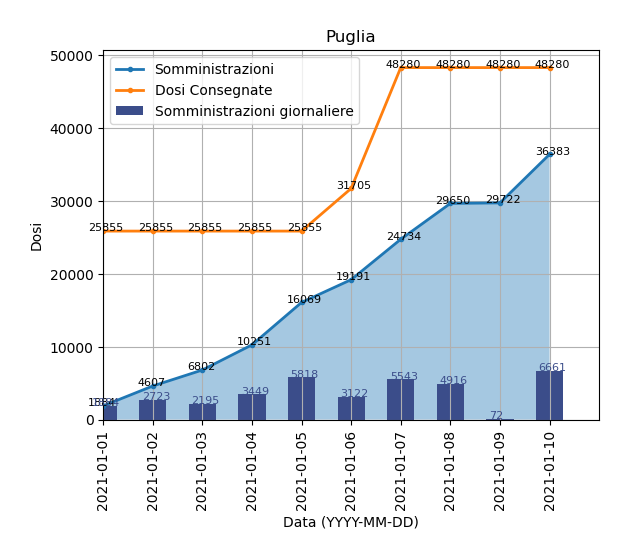 Puglia
Somministrazioni
Dosi Consegnate
Somministrazioni giornaliere
Dosi
50000
40000
30000
20000
10000
0
25855 25855 25855 25855 25855 31705 48280 48280 48280 48280
4607 6802 10251 16069 19191 24734 29650 29722 36383
2723 2195 3449 5818 3122 5543 4916 72 6661
2021-01-01
2021-01-02
2021-01-03
2021-01-04
2021-01-05
2021-01-06
2021-01-07
2021-01-08
2021-01-09
2021-01-10
Data (YYYY-MM-DD)